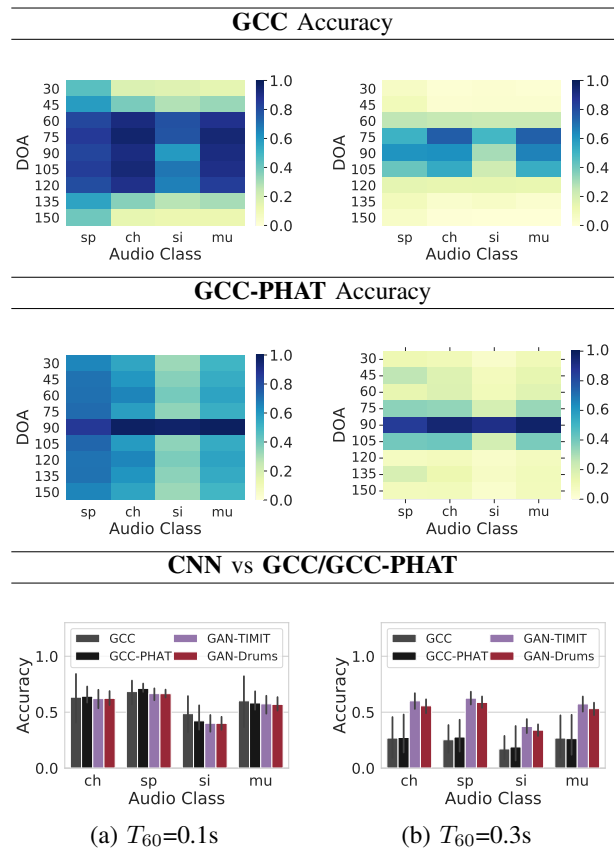 GCC Accuracy
DOA
30
45
60
75
90
105
120
135
150
sp ch si mu
Audio Class
1.0
0.8
0.6
0.4
0.2
0.0
30
45
60
75
90
105
120
135
150
sp ch si mu
Audio Class
1.0
0.8
0.6
0.4
0.2
0.0
GCC-PHAT Accuracy
DOA
30
45
60
75
90
105
120
135
150
sp ch si mu
Audio Class
1.0
0.8
0.6
0.4
0.2
0.0
30
45
60
75
90
105
120
135
150
sp ch si mu
Audio Class
1.0
0.8
0.6
0.4
0.2
0.0
CNN vs GCC/GCC-PHAT
Accuracy
1.0
0.5
0.0
GCC GAN-TIMIT
GCC-PHAT GAN-Drums
ch sp si mu
Audio Class
Accuracy
1.0
0.5
0.0
GCC GAN-TIMIT
GCC-PHAT GAN-Drums
ch sp si mu
Audio Class
(a) T60=0.1s
(b) T60=0.3s